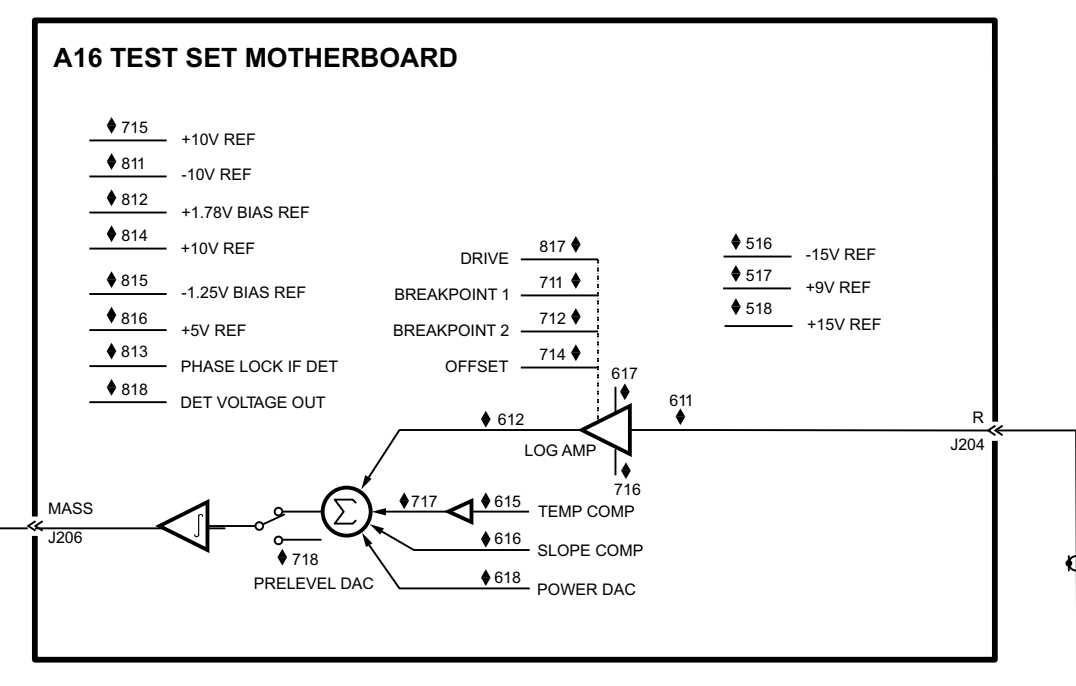 A16 TEST SET MOTHERBOARD
715
+10V REF
811
-10V REF
812
+1.78V BIAS REF
814
+10V REF
815
-1.25V BIAS REF
816
+5V REF
813
PHASE LOCK IF DET
818
DET VOLTAGE OUT
DRIVE 817
BREAKPOINT 1 711
BREAKPOINT 2 712
OFFSET 714
516
-15V REF
517
+9V REF
518
+15V REF
617
611
612
LOG AMP
716
R
J204
717
615
TEMP COMP
616
SLOPE COMP
618
POWER DAC
Σ
∫
718
PRELEVEL DAC
MASS
J206